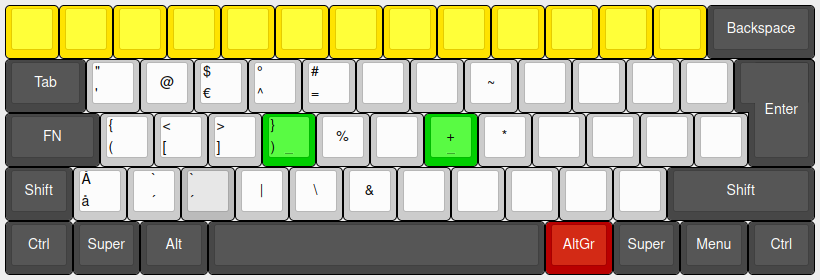 Backspace
Tab " ' @ $ € ° ^ # = ~
Enter
FN { ( < [ > ] } ) _ % + _ *
Shift Å å ` ´ ` ´ | \ & Shift
Ctrl Super Alt AltGr Super Menu Ctrl